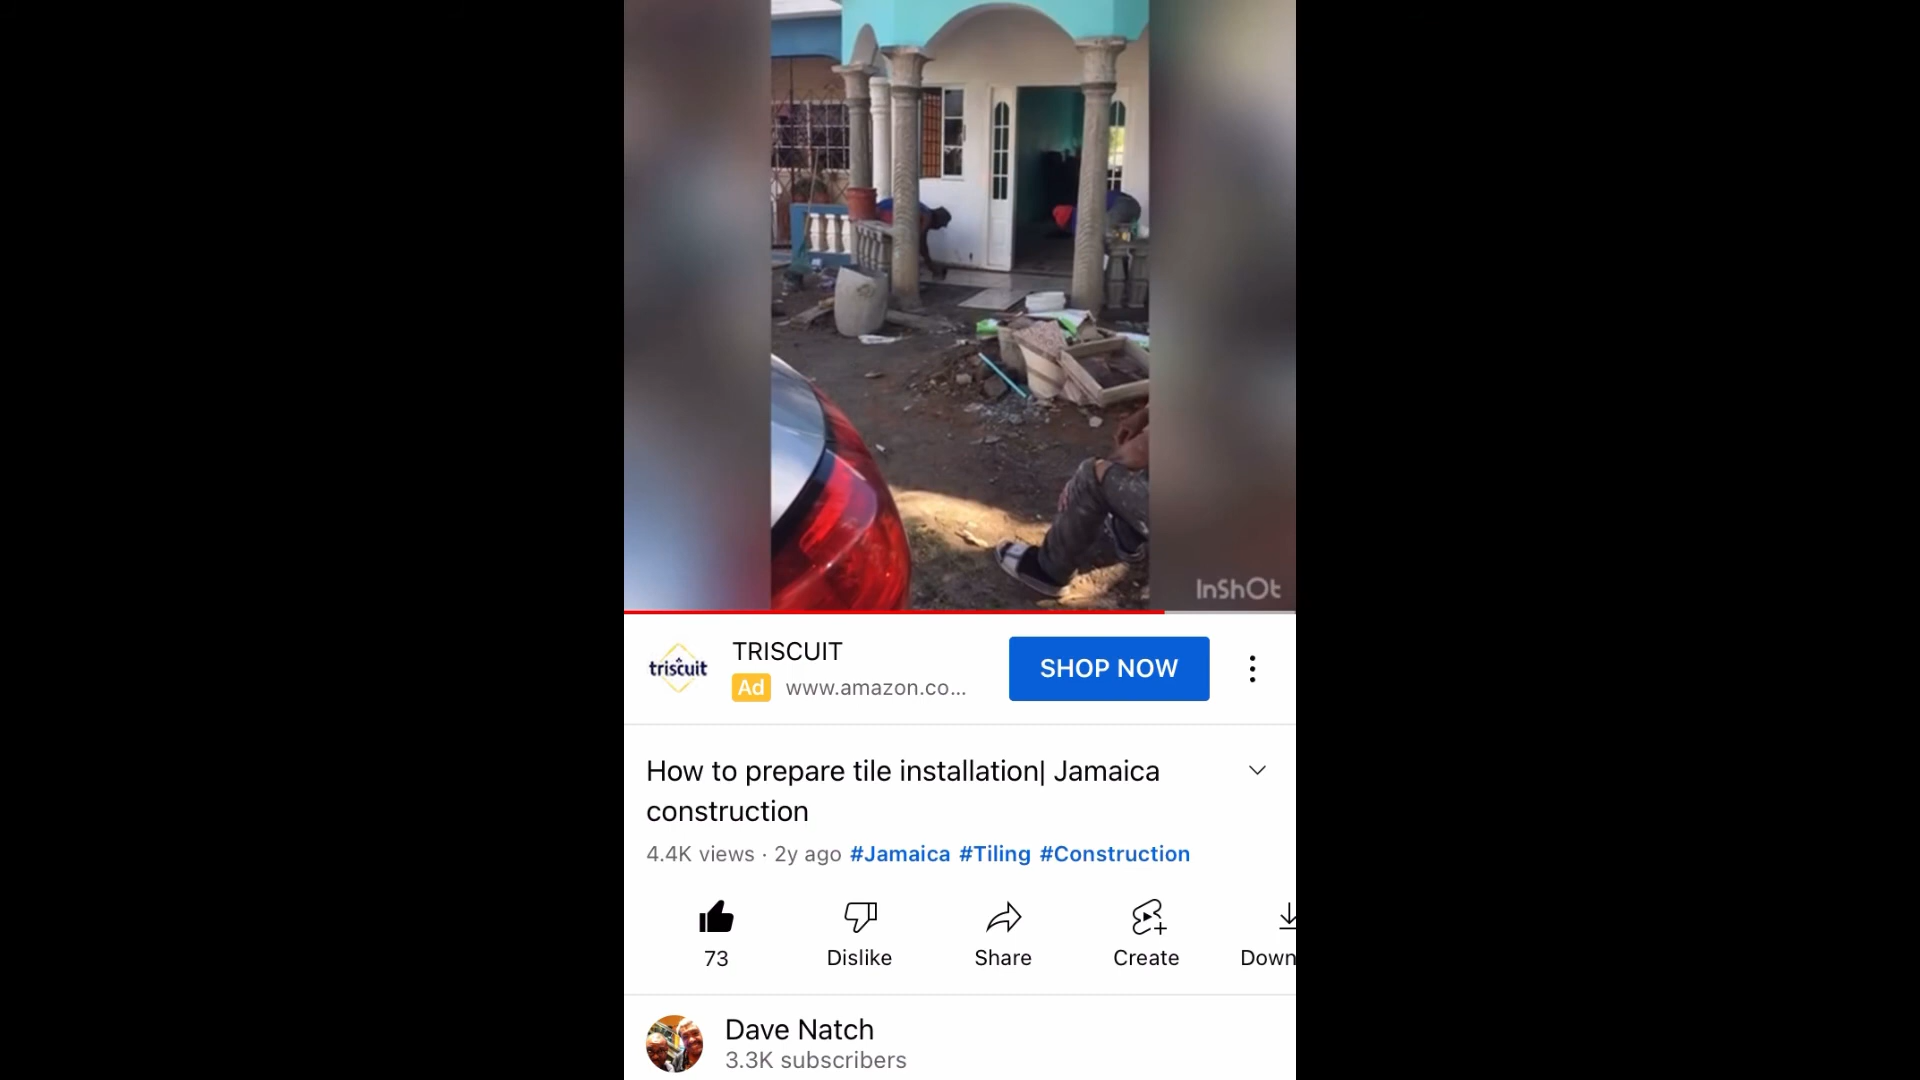 InShOt
triscuit
TRISCUIT
Ad www.amazon.co...
SHOP NOW
How to prepare tile installation| Jamaica
construction
4.4K views · 2y ago #Jamaica #Tiling #Construction
73
Dislike
Share
Create
Down
Dave Natch
3.3K subscribers